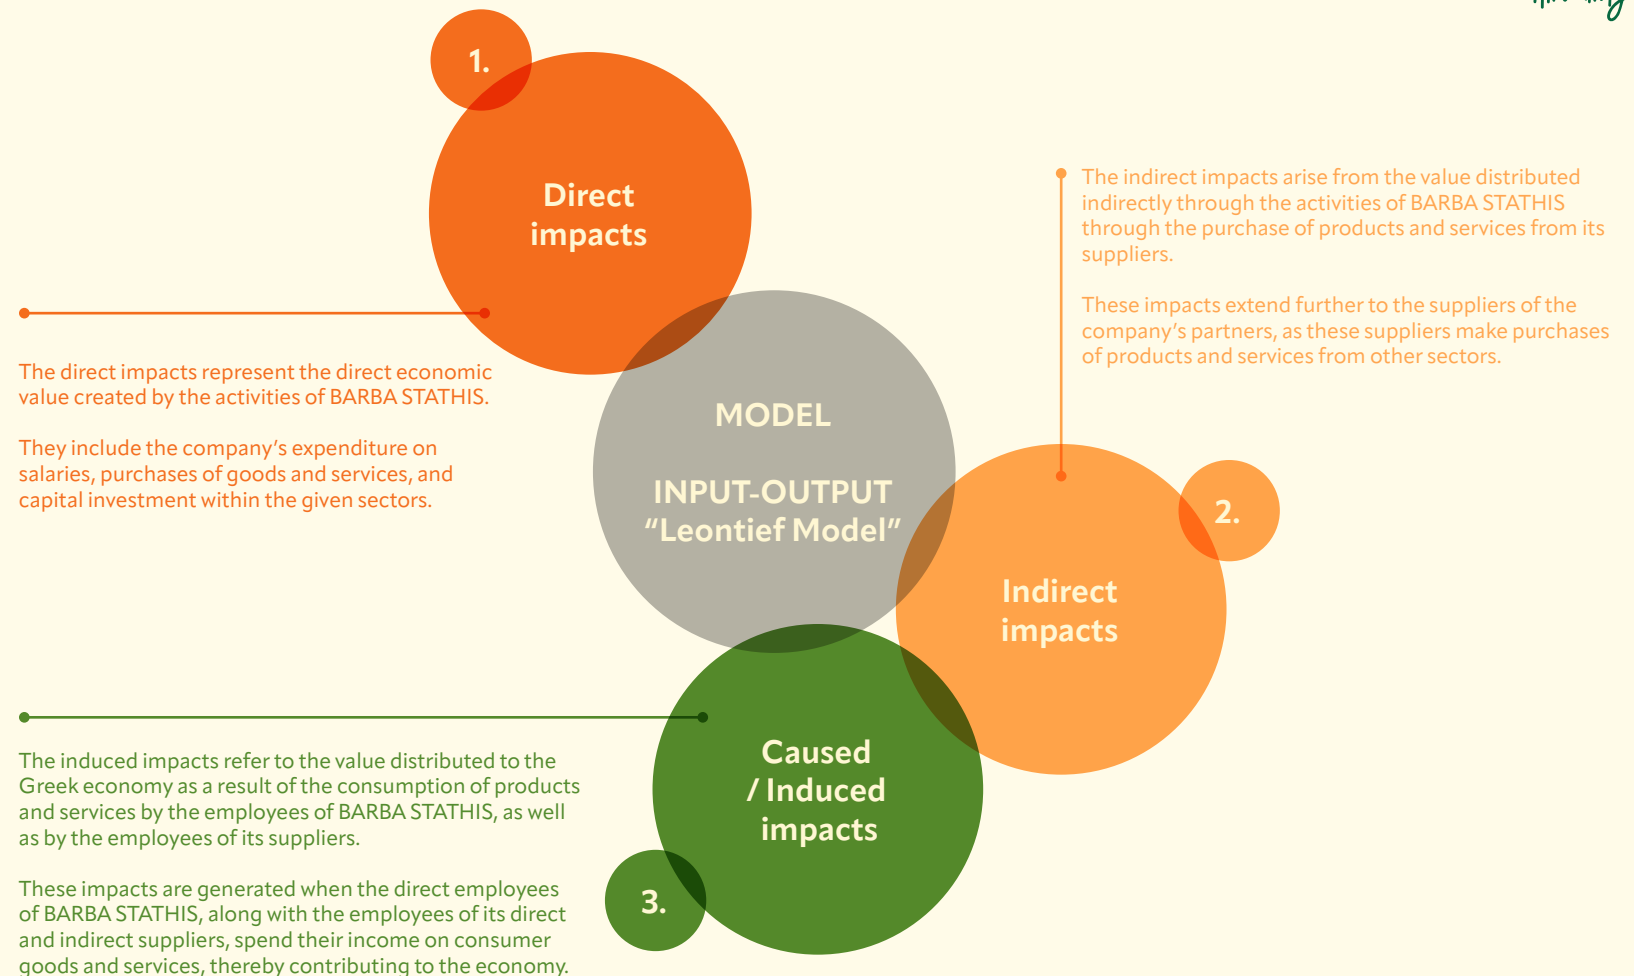 1.
Direct
impacts
The direct impacts represent the direct economic
value created by the activities of BARBA STATHIS.
They include the company's expenditure on
salaries, purchases of goods and services, and
capital investment within the given sectors.
MODEL
INPUT-OUTPUT
“Leontief Model”
The indirect impacts arise from the value distributed
indirectly through the activities of BARBA STATHIS
through the purchase of products and services from its
suppliers.
These impacts extend further to the suppliers of the
company's partners, as these suppliers make purchases
of products and services from other sectors.
2.
Indirect
impacts
The induced impacts refer to the value distributed to the
Greek economy as a result of the consumption of products
and services by the employees of BARBA STATHIS, as well
as by the employees of its suppliers.
These impacts are generated when the direct employees
of BARBA STATHIS, along with the employees of its direct
and indirect suppliers, spend their income on consumer
goods and services, thereby contributing to the economy.
Caused
/ Induced
impacts
3.